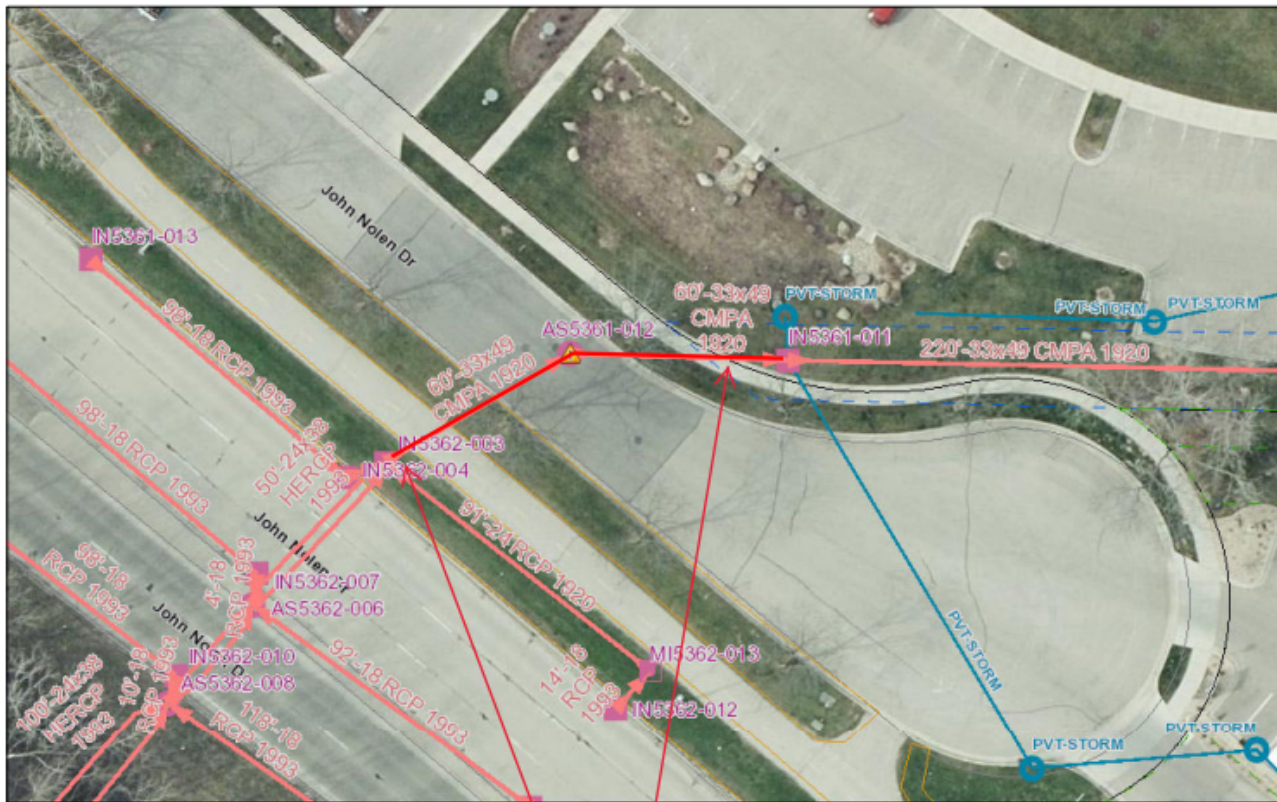 John Nolen Dr
IN5361-013
98'-18 RCP 1993
AS5361-012
60'-33x49
CMPA
1920
PVT-STORM
PVT-STORM
PVT-STORM
IN5361-011
220'-33x49 CMPA 1920
60'-33x49
CMPA 1920
98'-18 RCP 1993
50'-24x38
HERCP
1993
IN5362-003
IN5362-004
91'-24 RCP 1920
John Nolen Dr
98'-18
RCP 1993
4'-18
RCP 1993
IN5362-007
AS5362-006
John Nolen Dr
IN5362-010
AS5362-008
92'-18 RCP 1993
100'-24x38
HERCP
1993
10'-18
RCP 1993
118'-18
RCP 1993
MI5362-013
14'-18
RCP
1993
IN5362-012
PVT-STORM
PVT-STORM
PVT-STORM